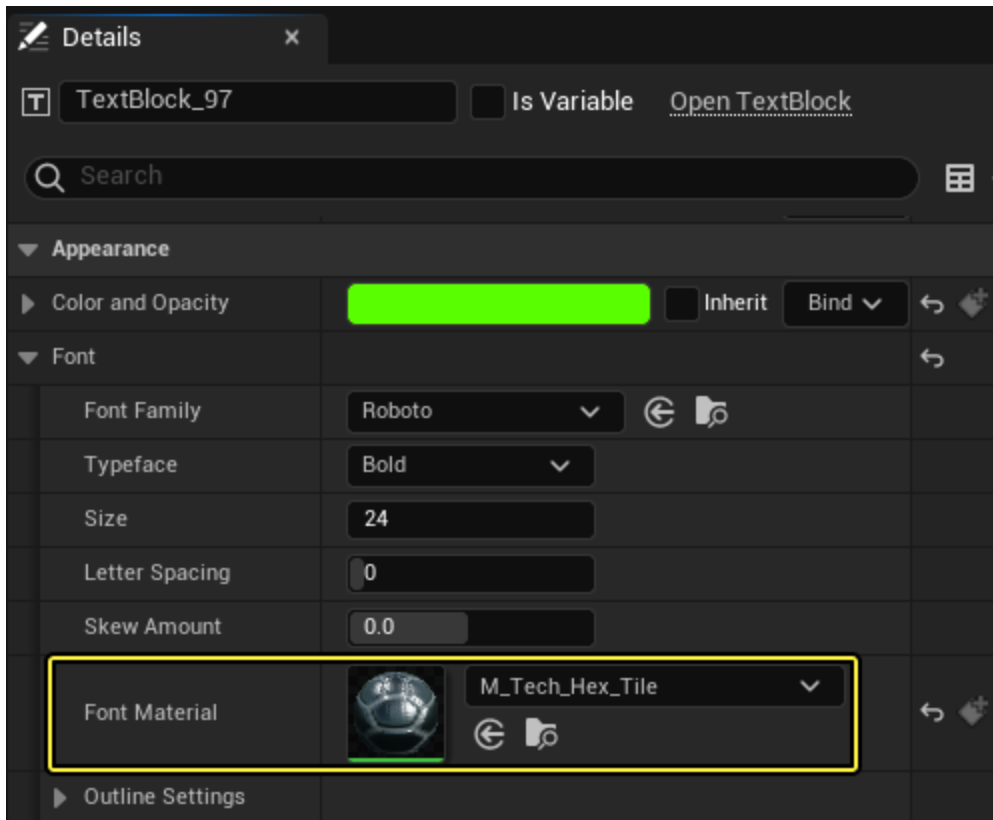 Details
TextBlock_97 Is Variable Open TextBlock
Search
Appearance
Color and Opacity Inherit Bind
Font
Font Family Roboto
Typeface Bold
Size 24
Letter Spacing 0
Skew Amount 0.0
M_Tech_Hex_Tile
Font Material
Outline Settings